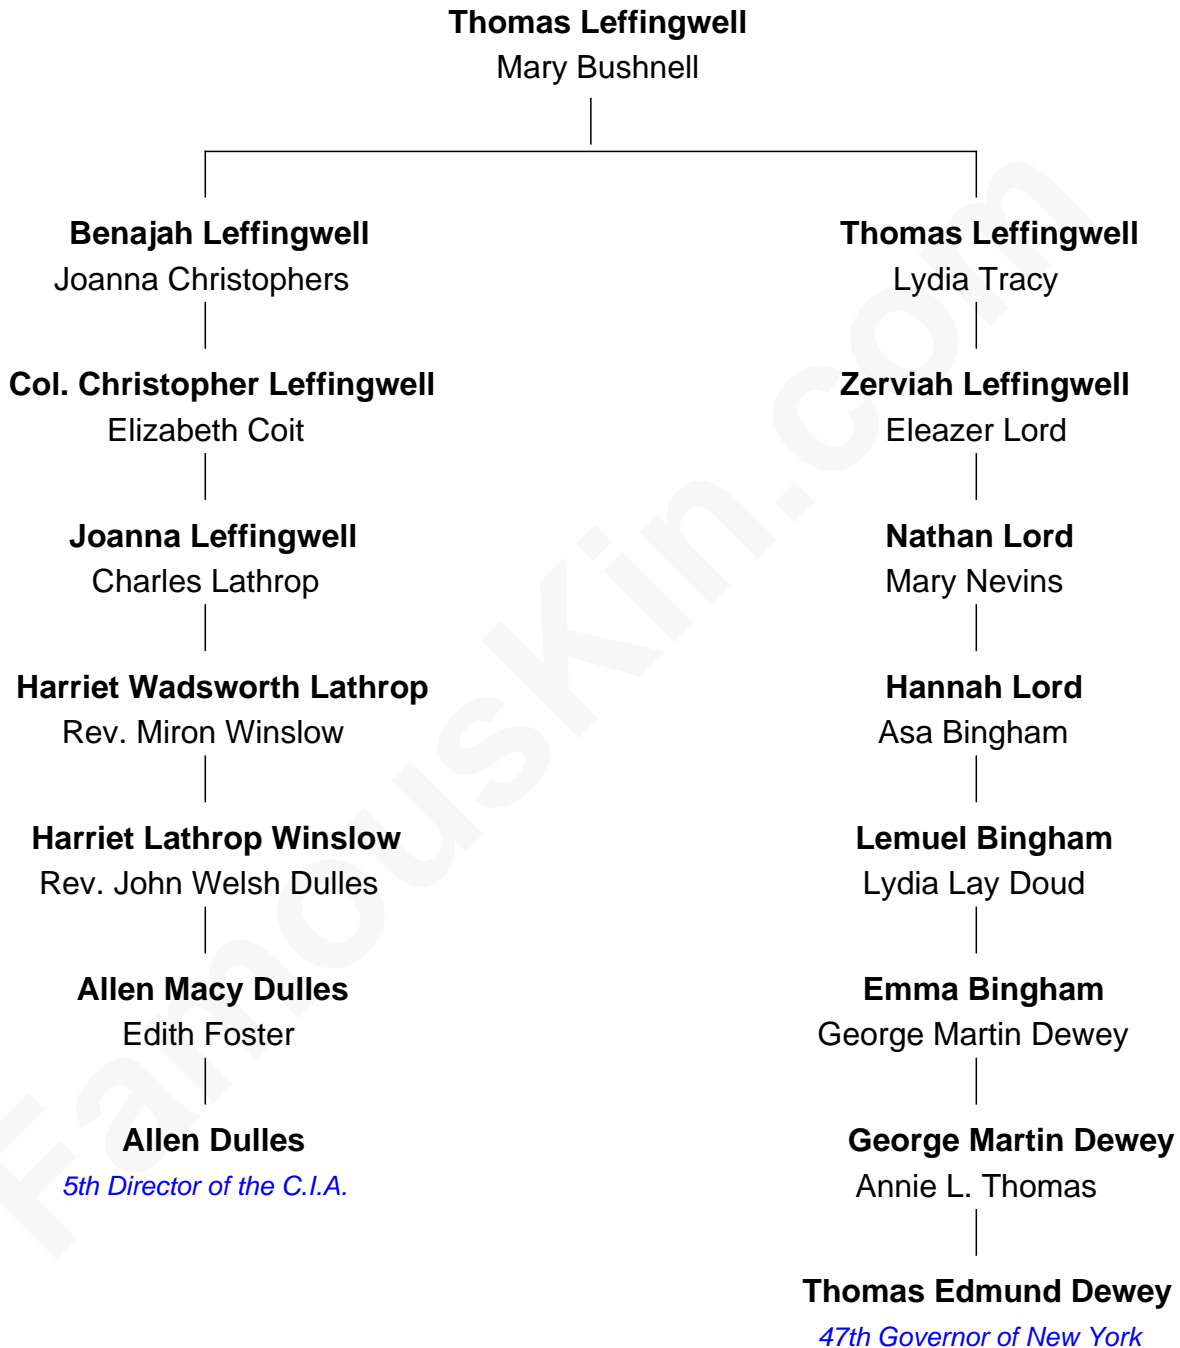 Thomas Leffingwell
Mary Bushnell
Benajah Leffingwell
Joanna Christophers
Col. Christopher Leffingwell
Elizabeth Coit
Joanna Leffingwell
Charles Lathrop
Harriet Wadsworth Lathrop
Rev. Miron Winslow
Harriet Lathrop Winslow
Rev. John Welsh Dulles
Allen Macy Dulles
Edith Foster
Allen Dulles
5th Director of the C.I.A.
Thomas Leffingwell
Lydia Tracy
Zerviah Leffingwell
Eleazer Lord
Nathan Lord
Mary Nevins
Hannah Lord
Asa Bingham
Lemuel Bingham
Lydia Lay Doud
Emma Bingham
George Martin Dewey
George Martin Dewey
Annie L. Thomas
Thomas Edmund Dewey
47th Governor of New York
FamousKin.com